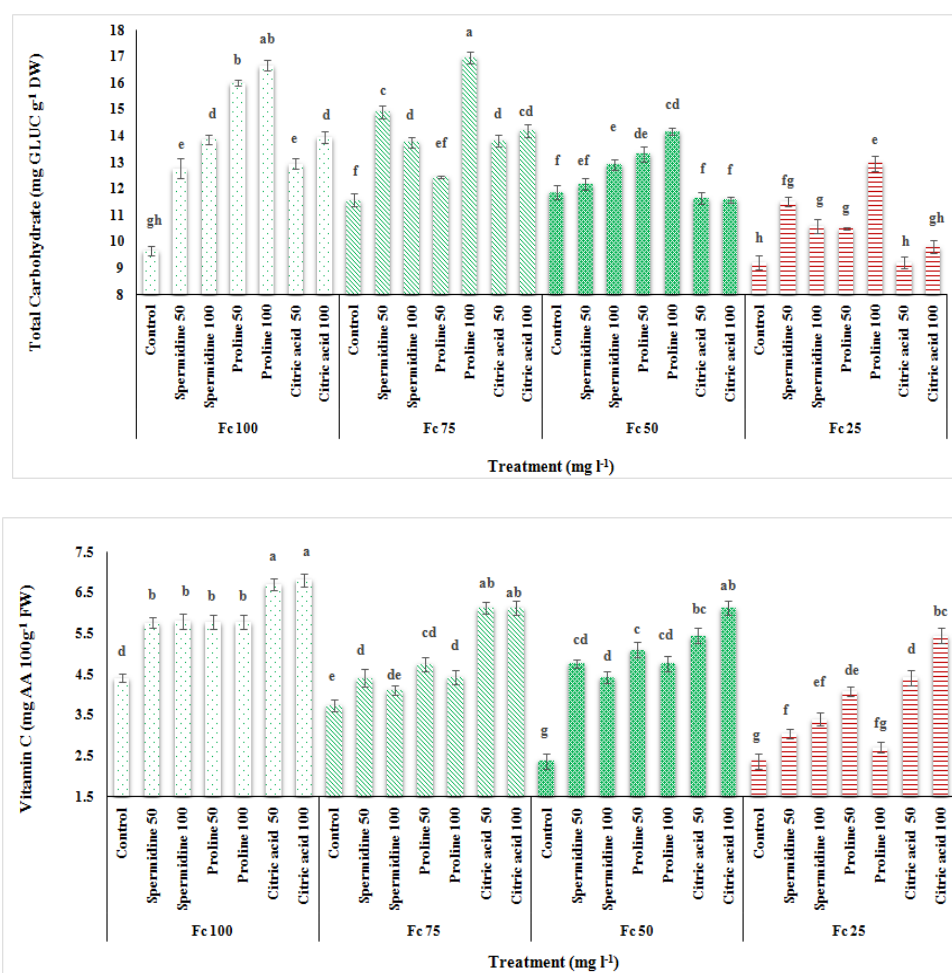 Total Carbohydrate (mg GLUC g¹ DW)
18
17
16
15
14
13
12
11
10
9
8
gh
e
d
b
ab
e
d
f
c
d
ef
a
d
cd
f
ef
e
de
cd
f
f
h
fg
g
g
e
h
gh
Control
Spermidine 50
Spermidine 100
Proline 50
Proline 100
Citric acid 50
Citric acid 100
Control
Spermidine 50
Spermidine 100
Proline 50
Proline 100
Citric acid 50
Citric acid 100
Control
Spermidine 50
Spermidine 100
Proline 50
Proline 100
Citric acid 50
Citric acid 100
Control
Spermidine 50
Spermidine 100
Proline 50
Proline 100
Citric acid 50
Citric acid 100
Fc 100
Fc 75
Fc 50
Fc 25
Treatment (mg l⁻¹)
Vitamin C (mg AA 100g¹ FW)
7.5
6.5
5.5
4.5
3.5
2.5
1.5
d
b
b
b
b
a
a
e
d
de
cd
d
ab
ab
g
cd
d
c
cd
bc
ab
g
f
ef
de
fg
d
bc
Control
Spermidine 50
Spermidine 100
Proline 50
Proline 100
Citric acid 50
Citric acid 100
Control
Spermidine 50
Spermidine 100
Proline 50
Proline 100
Citric acid 50
Citric acid 100
Control
Spermidine 50
Spermidine 100
Proline 50
Proline 100
Citric acid 50
Citric acid 100
Control
Spermidine 50
Spermidine 100
Proline 50
Proline 100
Citric acid 50
Citric acid 100
Fc 100
Fc 75
Fc 50
Fc 25
Treatment (mg l⁻¹)